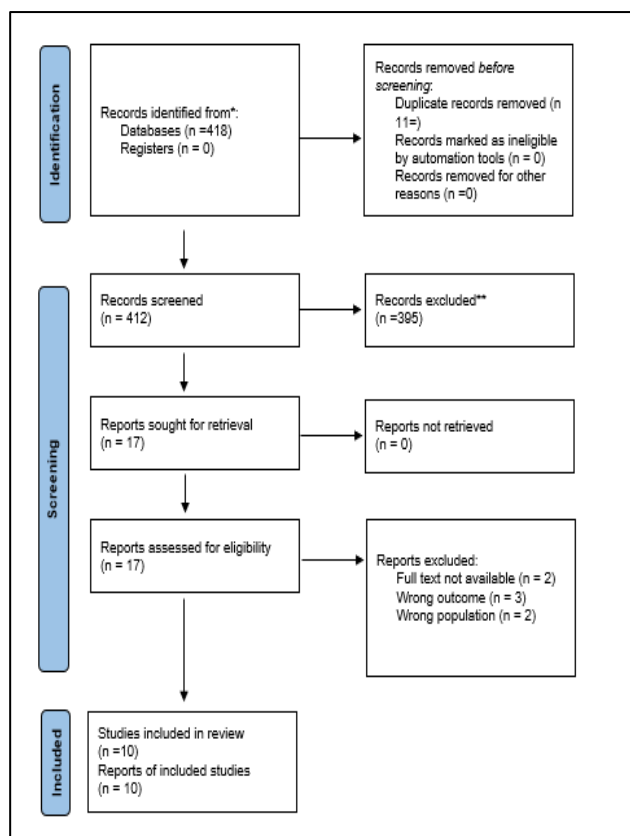 Identification
Records identified from*:
Databases (n =418)
Registers (n = 0)
Records removed before
screening:
Duplicate records removed (n
11=)
Records marked as ineligible
by automation tools (n = 0)
Records removed for other
reasons (n =0)
Screening
Records screened
(n = 412)
Records excluded**
(n =395)
Reports sought for retrieval
(n = 17)
Reports not retrieved
(n = 0)
Reports assessed for eligibility
(n = 17)
Reports excluded:
Full text not available (n = 2)
Wrong outcome (n = 3)
Wrong population (n = 2)
Included
Studies included in review
(n =10)
Reports of included studies
(n = 10)